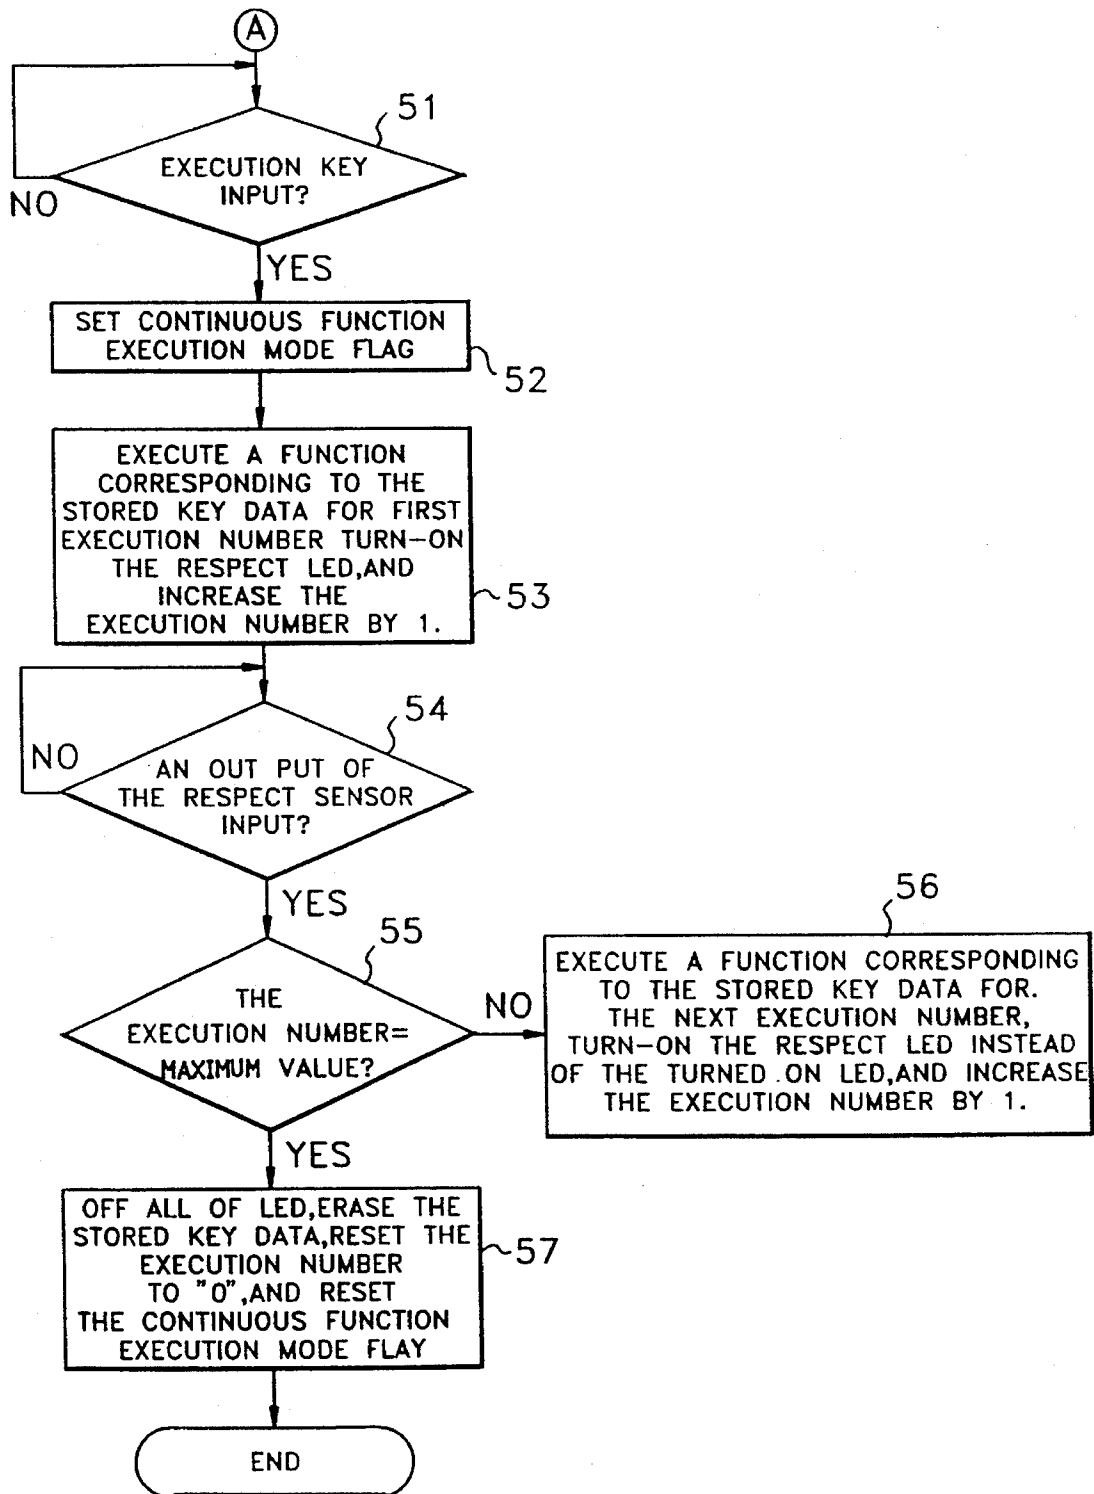 A
51
EXECUTION KEY
INPUT?
NO
YES
SET CONTINUOUS FUNCTION
EXECUTION MODE FLAG
52
EXECUTE A FUNCTION
CORRESPONDING TO THE
STORED KEY DATA FOR FIRST
EXECUTION NUMBER TURN-ON
THE RESPECT LED,AND
INCREASE THE
EXECUTION NUMBER BY 1.
53
54
NO
AN OUT PUT OF
THE RESPECT SENSOR
INPUT?
YES
55
THE
EXECUTION NUMBER=
MAXIMUM VALUE?
NO
56
EXECUTE A FUNCTION CORRESPONDING
TO THE STORED KEY DATA FOR.
THE NEXT EXECUTION NUMBER,
TURN-ON THE RESPECT LED INSTEAD
OF THE TURNED ON LED,AND INCREASE
THE EXECUTION NUMBER BY 1.
YES
OFF ALL OF LED,ERASE THE
STORED KEY DATA,RESET THE
EXECUTION NUMBER
TO "0",AND RESET
THE CONTINUOUS FUNCTION
EXECUTION MODE FLAY
57
END